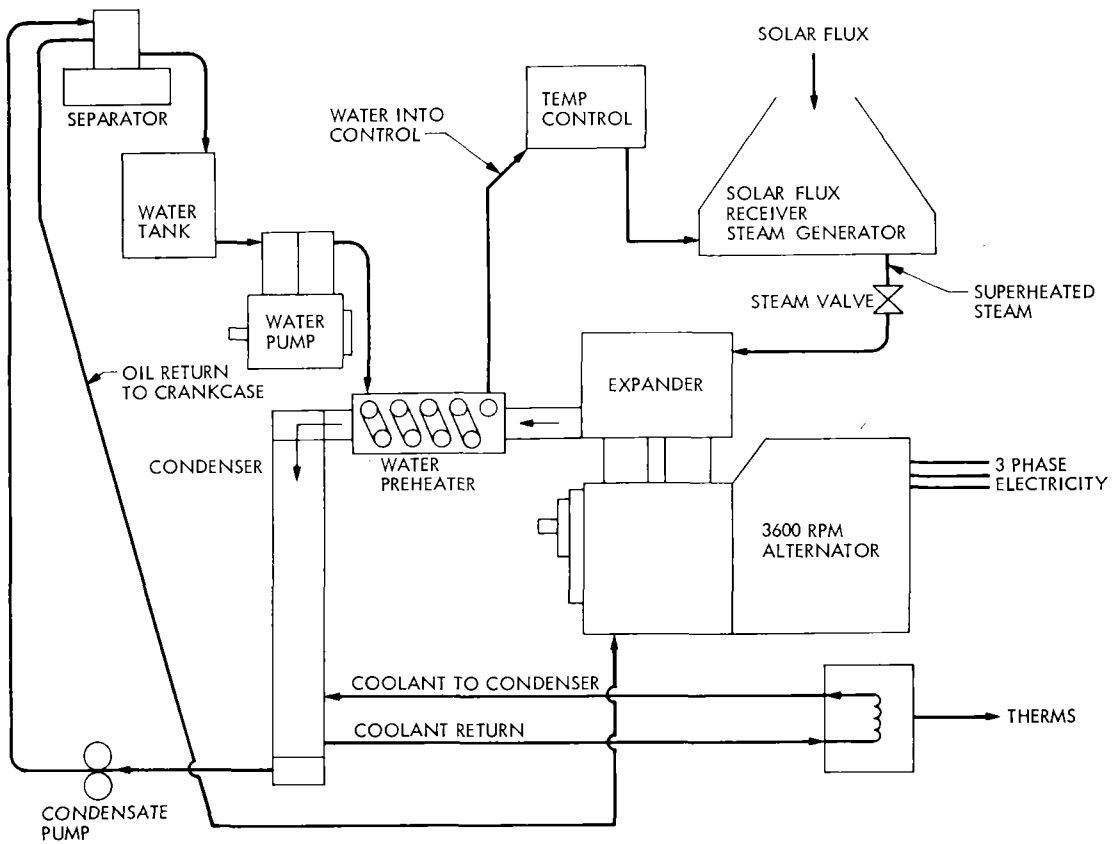 SOLAR FLUX
SEPARATOR
WATER INTO
CONTROL
TEMP
CONTROL
WATER
TANK
SOLAR FLUX
RECEIVER
STEAM GENERATOR
STEAM VALVE
SUPERHEATED
STEAM
WATER
PUMP
OIL RETURN
TO CRANKCASE
EXPANDER
CONDENSER
WATER
PREHEATER
3 PHASE
ELECTRICITY
3600 RPM
ALTERNATOR
COOLANT TO CONDENSER
COOLANT RETURN
THERMS
CONDENSATE
PUMP